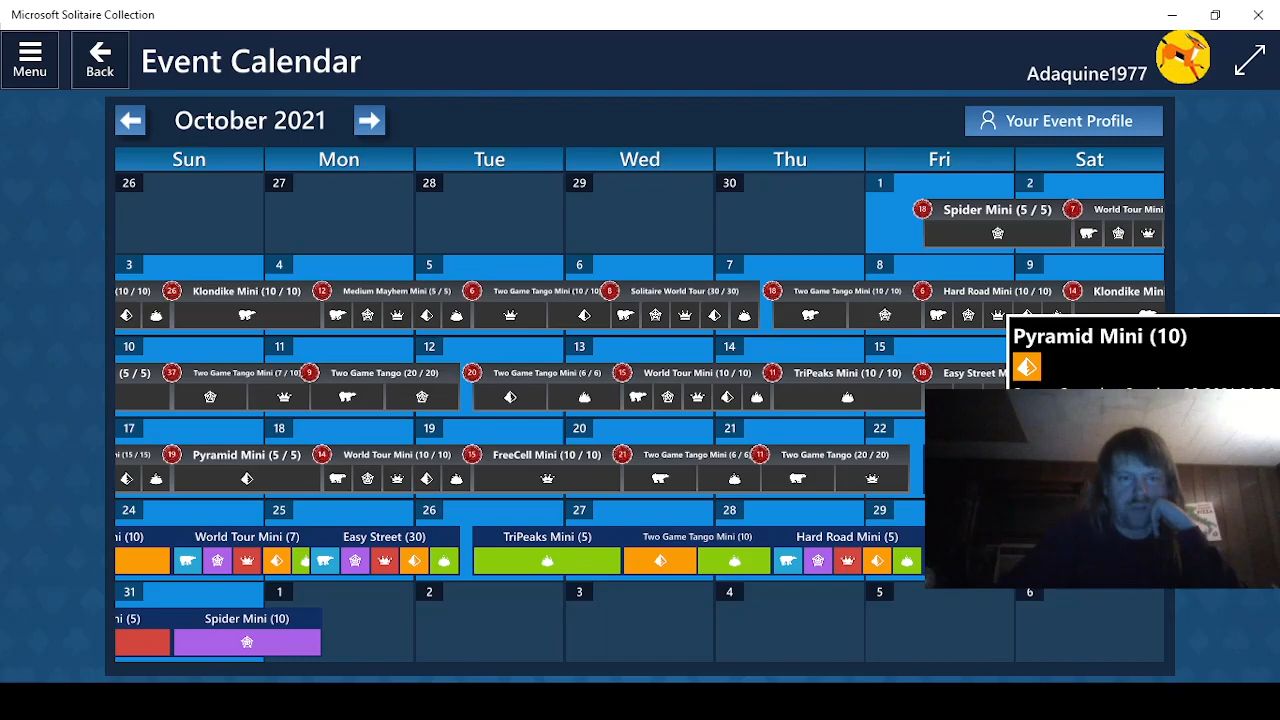 Microsoft Solitaire Collection
Menu
Back
Event Calendar
Adaquine1977
October 2021
Your Event Profile
Sun Mon Tue Wed Thu Fri Sat
26 27 28 29 30 1 2
18 Spider Mini (5 / 5) 7 World Tour Mini
3 4 5 6 7 8 9
(10 / 10) 26 Klondike Mini (10 / 10) 12 Medium Mayhem Mini (5 / 5) 6 Two Game Tango Mini (10 / 10) 8 Solitaire World Tour (30 / 30) 18 Two Game Tango Mini (10 / 10) 6 Hard Road Mini (10 / 10) 14 Klondike Min
Pyramid Mini (10)
10 11 12 13 14 15
(5 / 5) 37 Two Game Tango Mini (7 / 10) 9 Two Game Tango (20 / 20) 20 Two Game Tango Mini (6 / 6) 15 World Tour Mini (10 / 10) 11 TriPeaks Mini (10 / 10) 18 Easy Street M
17 18 19 20 21 22
ni (15 / 15) 19 Pyramid Mini (5 / 5) 14 World Tour Mini (10 / 10) 15 FreeCell Mini (10 / 10) 21 Two Game Tango Mini (6 / 6) 11 Two Game Tango (20 / 20)
PIZZA
24 25 26 27 28 29
ni (10) World Tour Mini (7) Easy Street (30) TriPeaks Mini (5) Two Game Tango Mini (10) Hard Road Mini (5)
31 1 2 3 4 5 6
ni (5) Spider Mini (10)